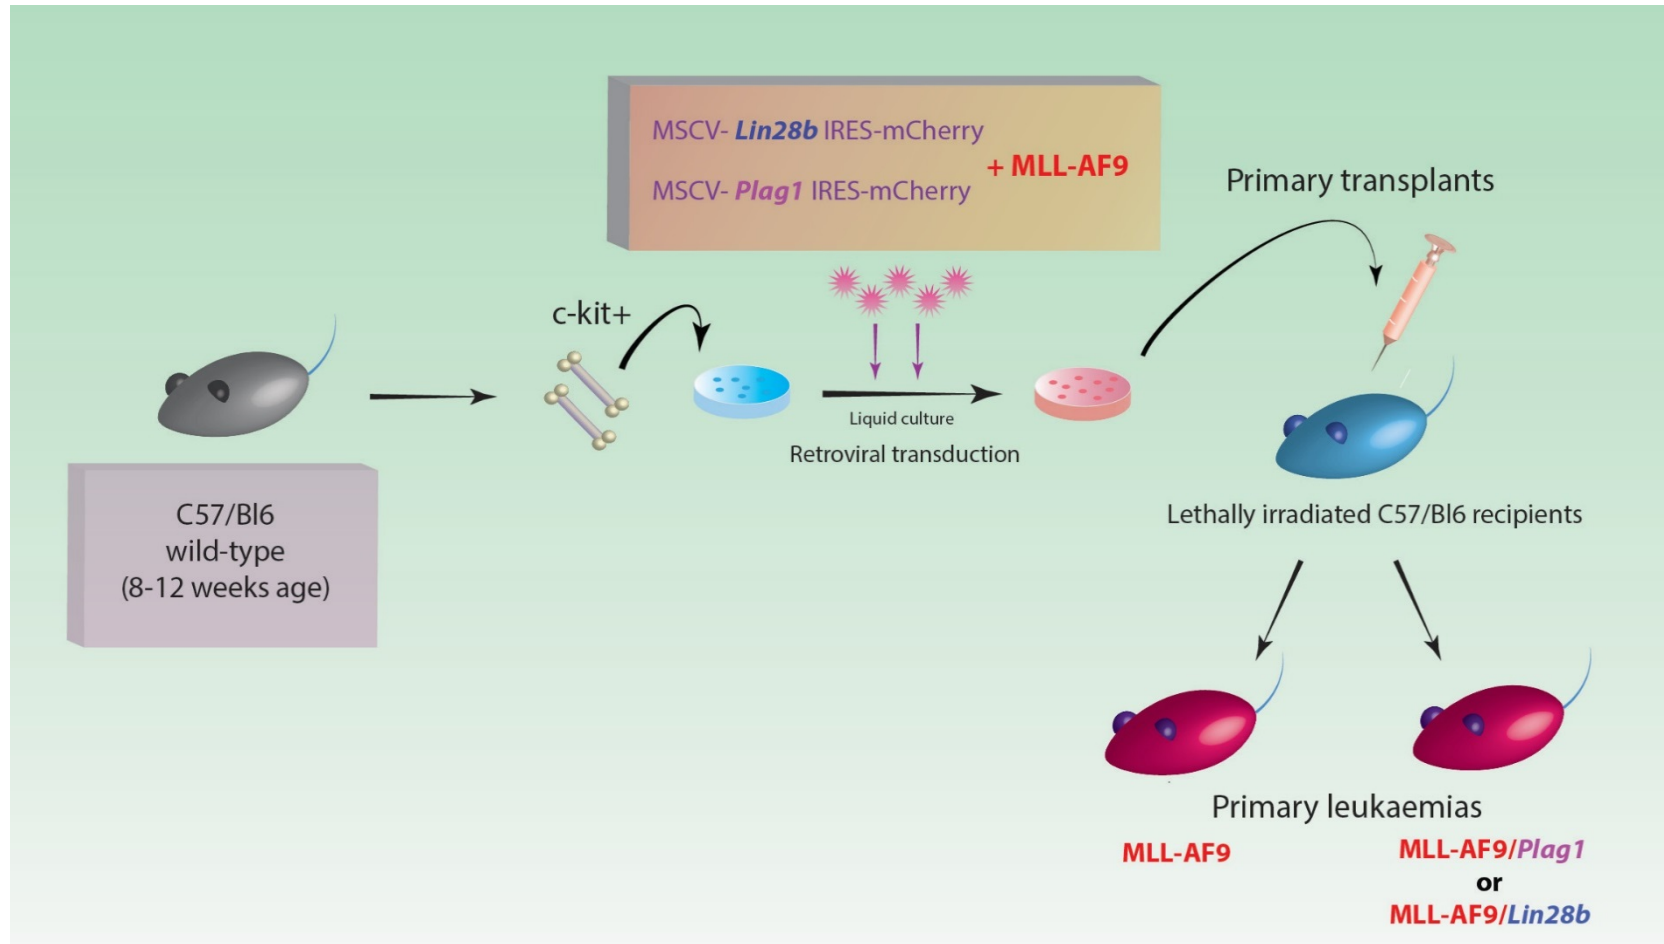 MSCV- Lin28b IRES-mCherry
+ MLL-AF9
MSCV- Plag1 IRES-mCherry
Primary transplants
c-kit+
Liquid culture
Retroviral transduction
C57/Bl6
wild-type
(8-12 weeks age)
Lethally irradiated C57/Bl6 recipients
Primary leukaemias
MLL-AF9
MLL-AF9/Plag1
or
MLL-AF9/Lin28b